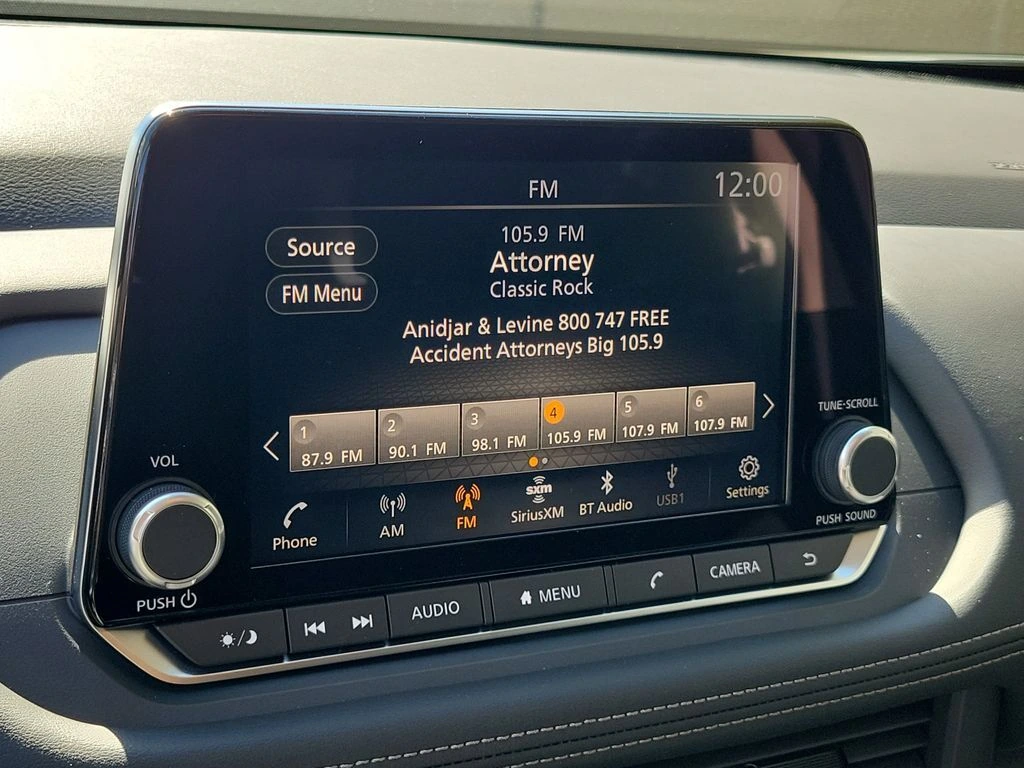 FM
12:00
Source
FM Menu
105.9 FM
Attorney
Classic Rock
Anidjar & Levine 800 747 FREE
Accident Attorneys Big 105.9
1
87.9 FM
2
90.1 FM
3
98.1 FM
4
105.9 FM
5
107.9 FM
6
107.9 FM
Phone
AM
FM
sxm
SiriusXM
BT Audio
USB1
Settings
VOL
PUSH
TUNE·SCROLL
PUSH SOUND
AUDIO
MENU
CAMERA